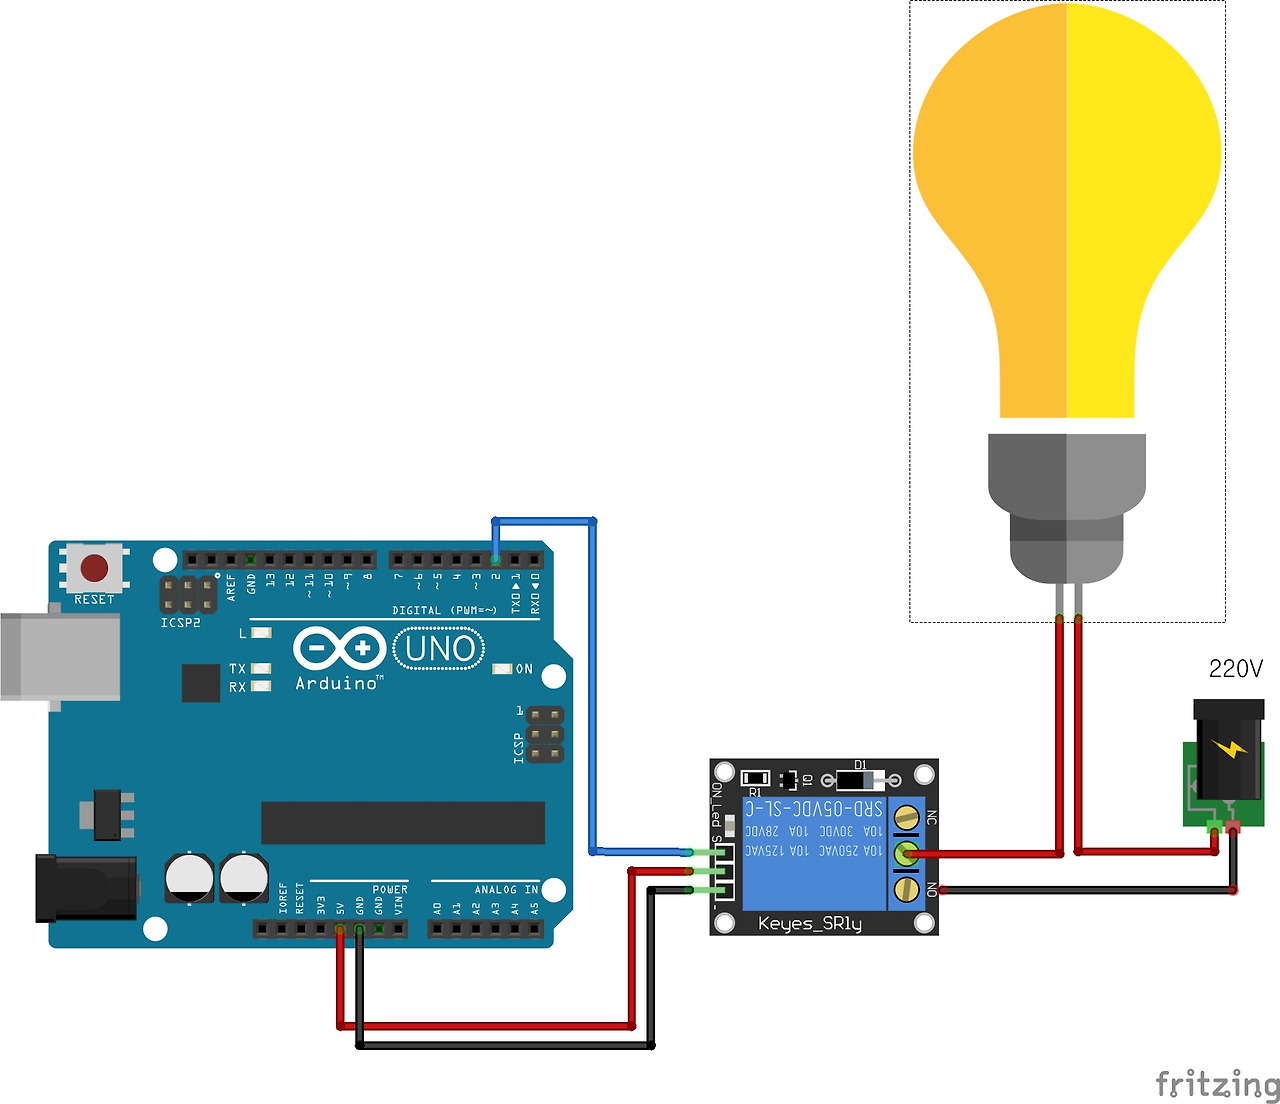 220V
RESET
ICSP2
AREF
GND
13
12
~11
~10
~9
8
7
~6
~5
4
~3
2
TX0▶1
RX0◀0
DIGITAL (PWM=~)
L
TX
RX
Arduino™
UNO
ON
1
ICSP
IOREF
RESET
3V3
5V
GND
GND
VIN
POWER
A0
A1
A2
A3
A4
A5
ANALOG IN
ON_Led
R1
Q1
D1
S
-
SRD-05VDC-SL-C
10A 30VDC 10A 28VDC
10A 250VAC 10A 125VAC
NC
NO
Keyes_SRly
fritzing